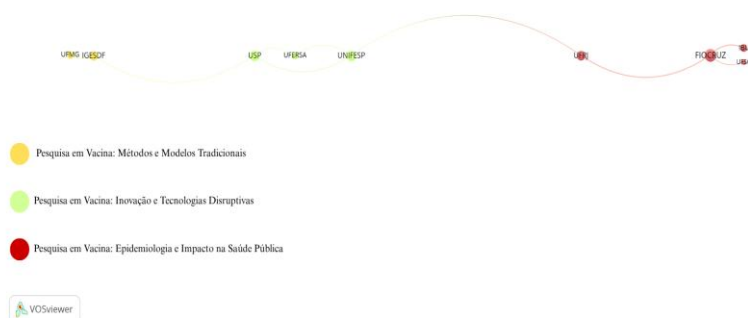 UFMG IGESDF USP UFERSA UNIFESP UFRJ FIOCRUZ
Pesquisa em Vacina: Métodos e Modelos Tradicionais
Pesquisa em Vacina: Inovação e Tecnologias Disruptivas
Pesquisa em Vacina: Epidemiologia e Impacto na Saúde Pública
VOSviewer